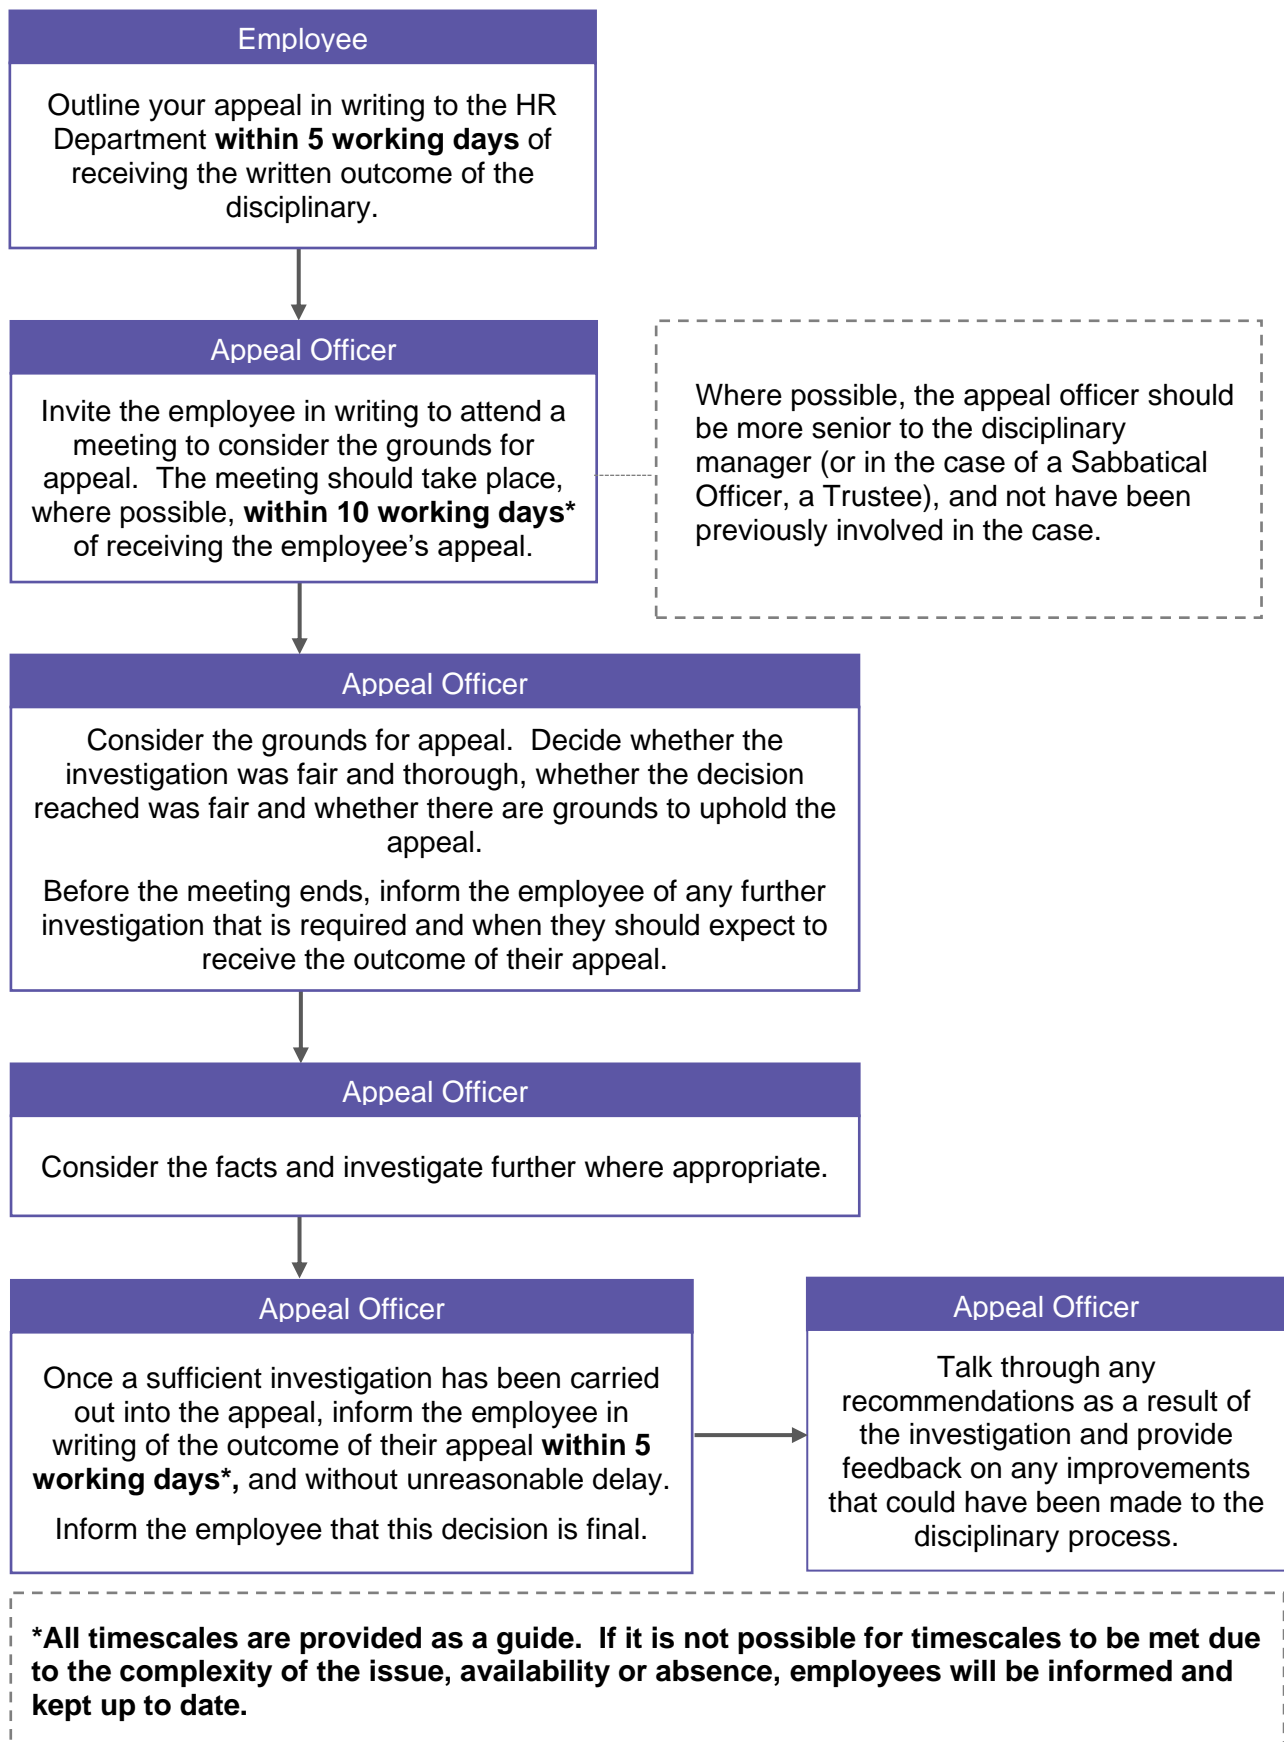 Employee
Outline your appeal in writing to the HR
Department within 5 working days of
receiving the written outcome of the
disciplinary.
Appeal Officer
Invite the employee in writing to attend a
meeting to consider the grounds for
appeal.  The meeting should take place,
where possible, within 10 working days*
of receiving the employee’s appeal.
Where possible, the appeal officer should
be more senior to the disciplinary
manager (or in the case of a Sabbatical
Officer, a Trustee), and not have been
previously involved in the case.
Appeal Officer
Consider the grounds for appeal.  Decide whether the
investigation was fair and thorough, whether the decision
reached was fair and whether there are grounds to uphold the
appeal.
Before the meeting ends, inform the employee of any further
investigation that is required and when they should expect to
receive the outcome of their appeal.
Appeal Officer
Consider the facts and investigate further where appropriate.
Appeal Officer
Once a sufficient investigation has been carried
out into the appeal, inform the employee in
writing of the outcome of their appeal within 5
working days*, and without unreasonable delay.
Inform the employee that this decision is final.
Appeal Officer
Talk through any
recommendations as a result of
the investigation and provide
feedback on any improvements
that could have been made to the
disciplinary process.
*All timescales are provided as a guide.  If it is not possible for timescales to be met due
to the complexity of the issue, availability or absence, employees will be informed and
kept up to date.